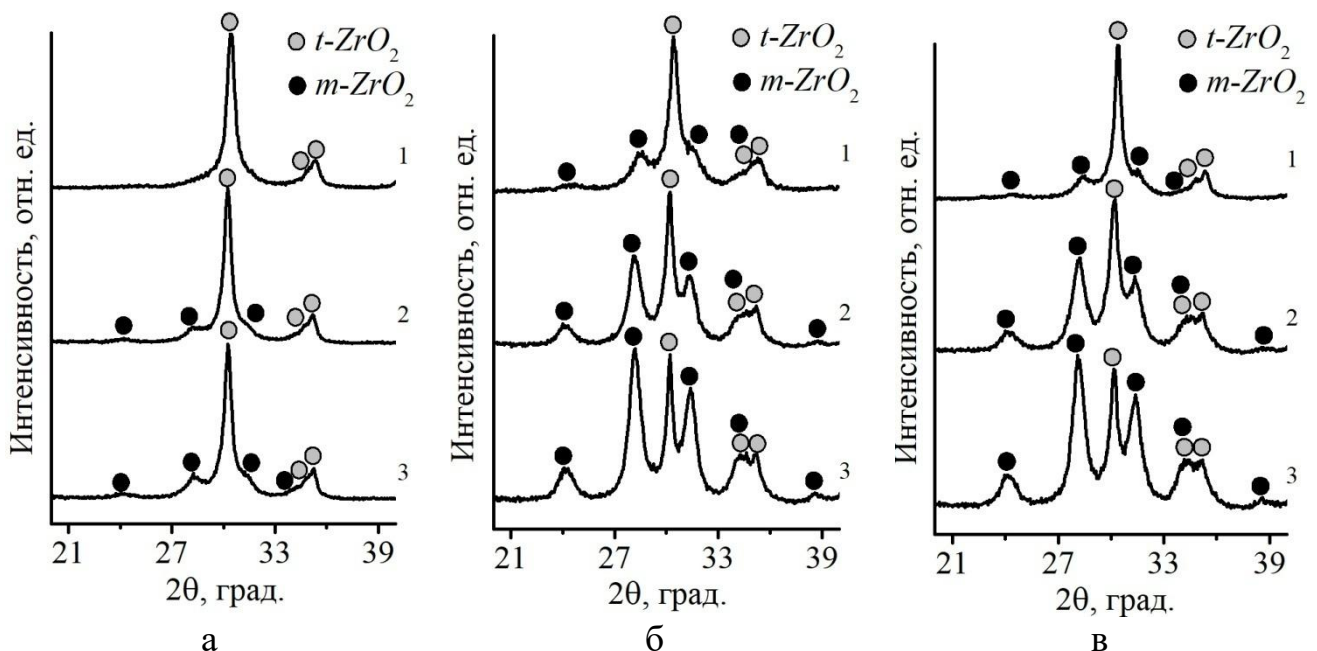 Интенсивность, отн. ед.
t-ZrO₂
m-ZrO₂
1
2
3
21 27 33 39
2θ, град.
а
Интенсивность, отн. ед.
t-ZrO₂
m-ZrO₂
1
2
3
21 27 33 39
2θ, град.
б
Интенсивность, отн. ед.
t-ZrO₂
m-ZrO₂
1
2
3
21 27 33 39
2θ, град.
в